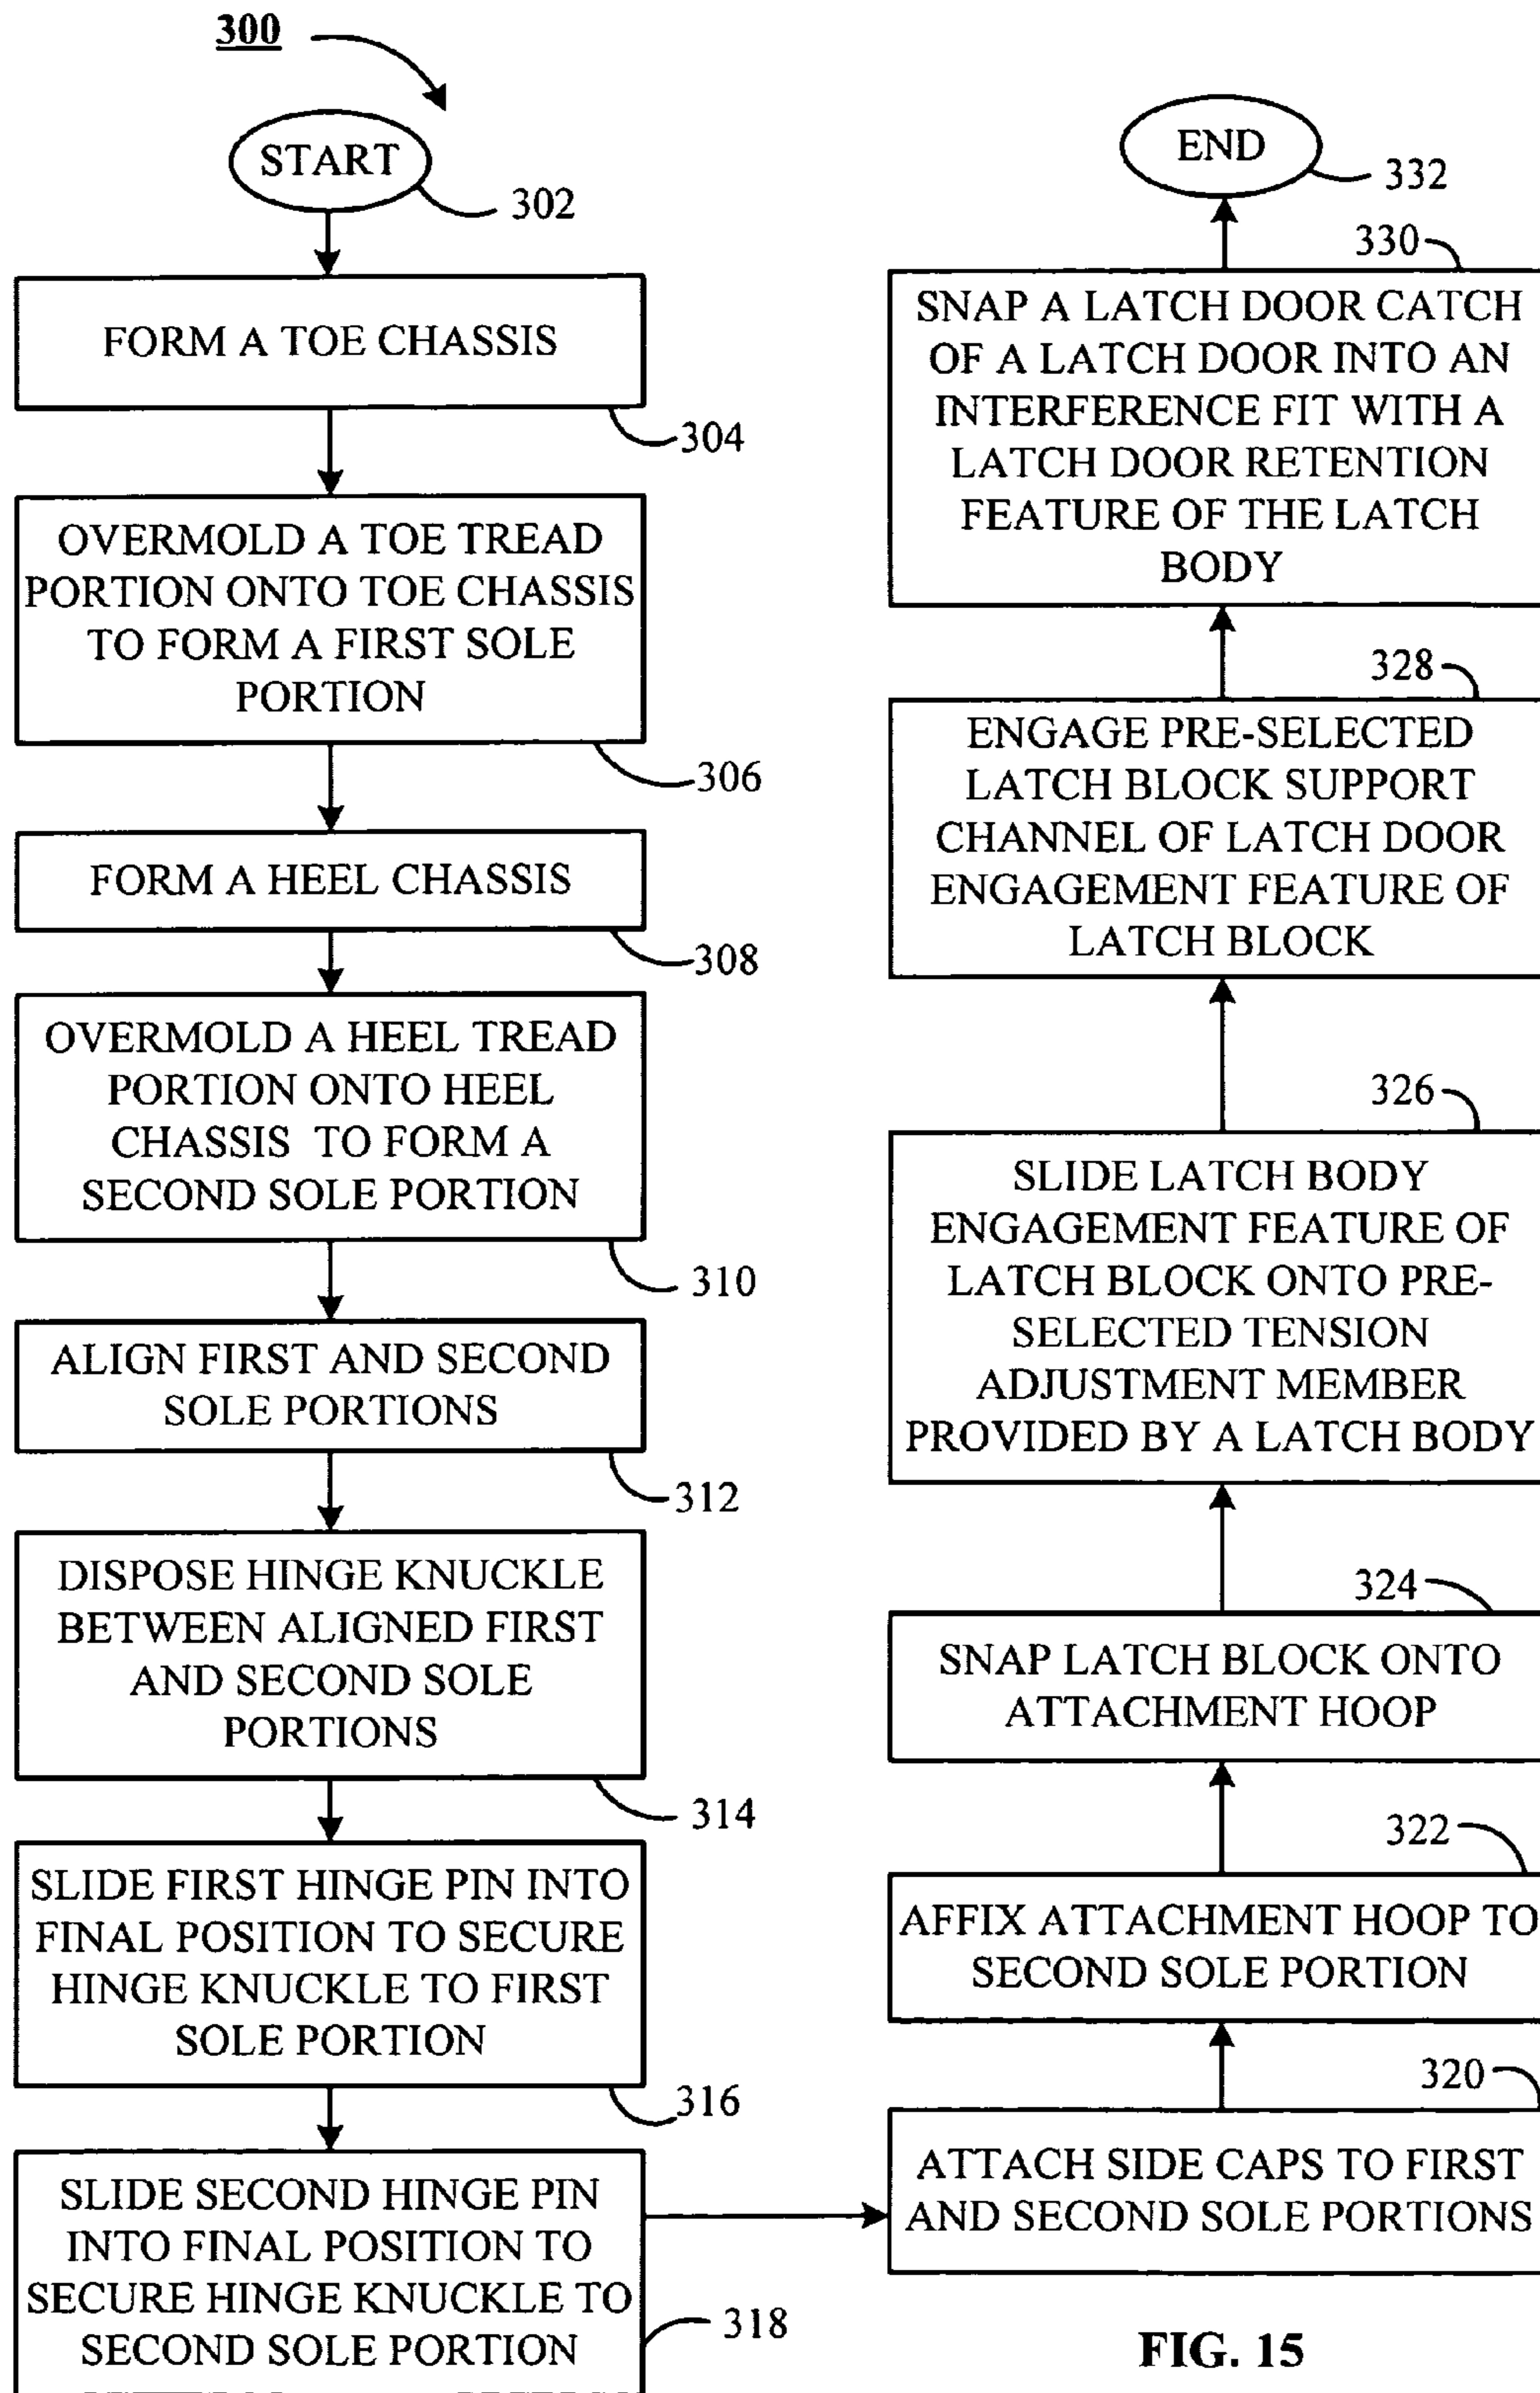 300
START
302
FORM A TOE CHASSIS
304
OVERMOLD A TOE TREAD
PORTION ONTO TOE CHASSIS
TO FORM A FIRST SOLE
PORTION
306
FORM A HEEL CHASSIS
308
OVERMOLD A HEEL TREAD
PORTION ONTO HEEL
CHASSIS TO FORM A
SECOND SOLE PORTION
310
ALIGN FIRST AND SECOND
SOLE PORTIONS
312
DISPOSE HINGE KNUCKLE
BETWEEN ALIGNED FIRST
AND SECOND SOLE
PORTIONS
314
SLIDE FIRST HINGE PIN INTO
FINAL POSITION TO SECURE
HINGE KNUCKLE TO FIRST
SOLE PORTION
316
SLIDE SECOND HINGE PIN
INTO FINAL POSITION TO
SECURE HINGE KNUCKLE TO
SECOND SOLE PORTION
318
320
ATTACH SIDE CAPS TO FIRST
AND SECOND SOLE PORTIONS
322
AFFIX ATTACHMENT HOOP TO
SECOND SOLE PORTION
324
SNAP LATCH BLOCK ONTO
ATTACHMENT HOOP
326
SLIDE LATCH BODY
ENGAGEMENT FEATURE OF
LATCH BLOCK ONTO PRE-
SELECTED TENSION
ADJUSTMENT MEMBER
PROVIDED BY A LATCH BODY
328
ENGAGE PRE-SELECTED
LATCH BLOCK SUPPORT
CHANNEL OF LATCH DOOR
ENGAGEMENT FEATURE OF
LATCH BLOCK
330
SNAP A LATCH DOOR CATCH
OF A LATCH DOOR INTO AN
INTERFERENCE FIT WITH A
LATCH DOOR RETENTION
FEATURE OF THE LATCH
BODY
END
332
FIG. 15